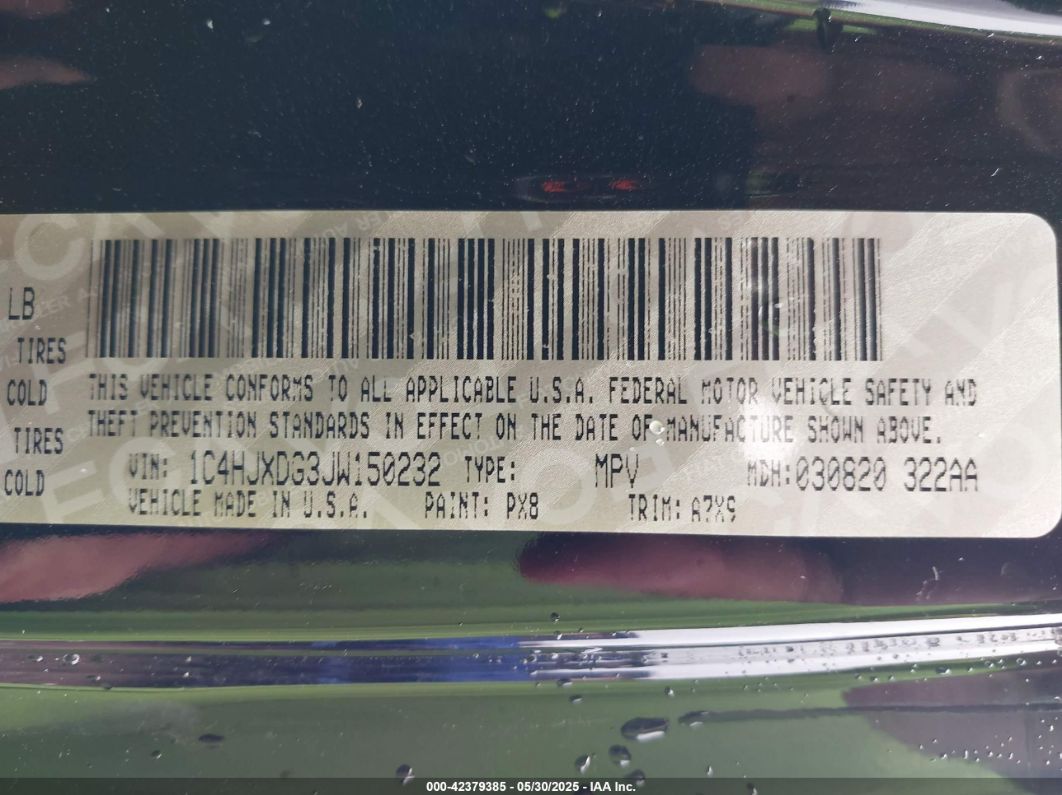 LB
TIRES
COLD
TIRES
COLD
THIS VEHICLE CONFORMS TO ALL APPLICABLE U.S.A. FEDERAL MOTOR VEHICLE SAFETY AND
THEFT PREVENTION STANDARDS IN EFFECT ON THE DATE OF MANUFACTURE SHOWN ABOVE.
VIN: 1C4HJXDG3JW150232 TYPE: MPV MDH: 030820 322AA
VEHICLE MADE IN U.S.A. PAINT: PX8 TRIM: A7X9
000-42379385 - 05/30/2025 - IAA Inc.